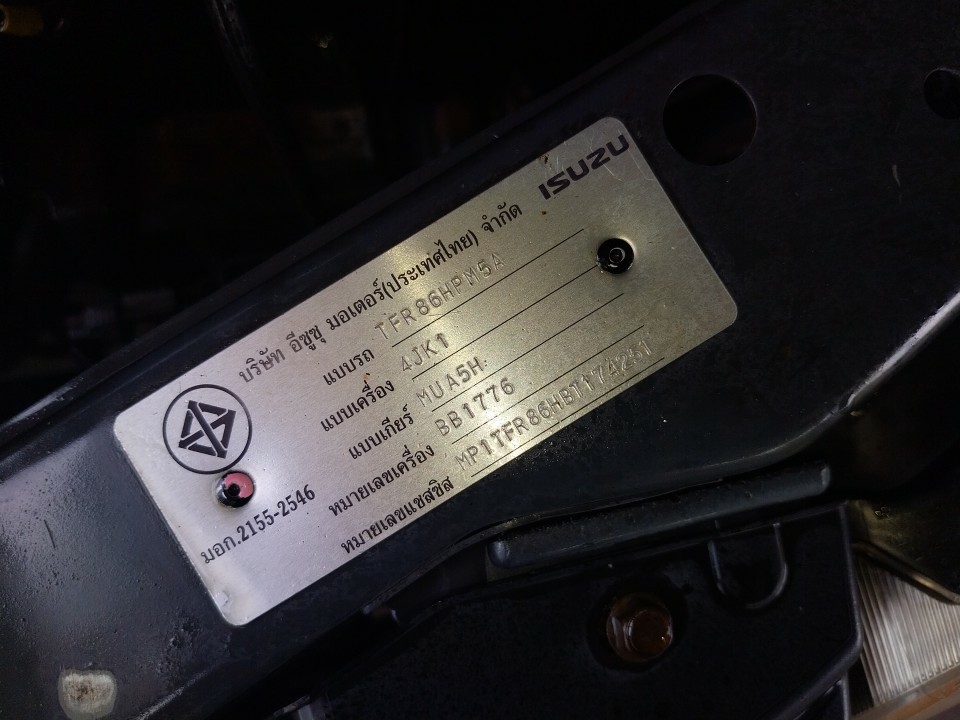 ISUZU
บริษัท อีซูซุ มอเตอร์(ประเทศไทย) จำกัด
แบบรถ TFR86HPM5A
แบบเครื่อง 4JK1
แบบเกียร์ MUA5H
หมายเลขเครื่อง BB1776
หมายเลขแชสซิส MP1TFR86HBT174251
มอก.2155-2546